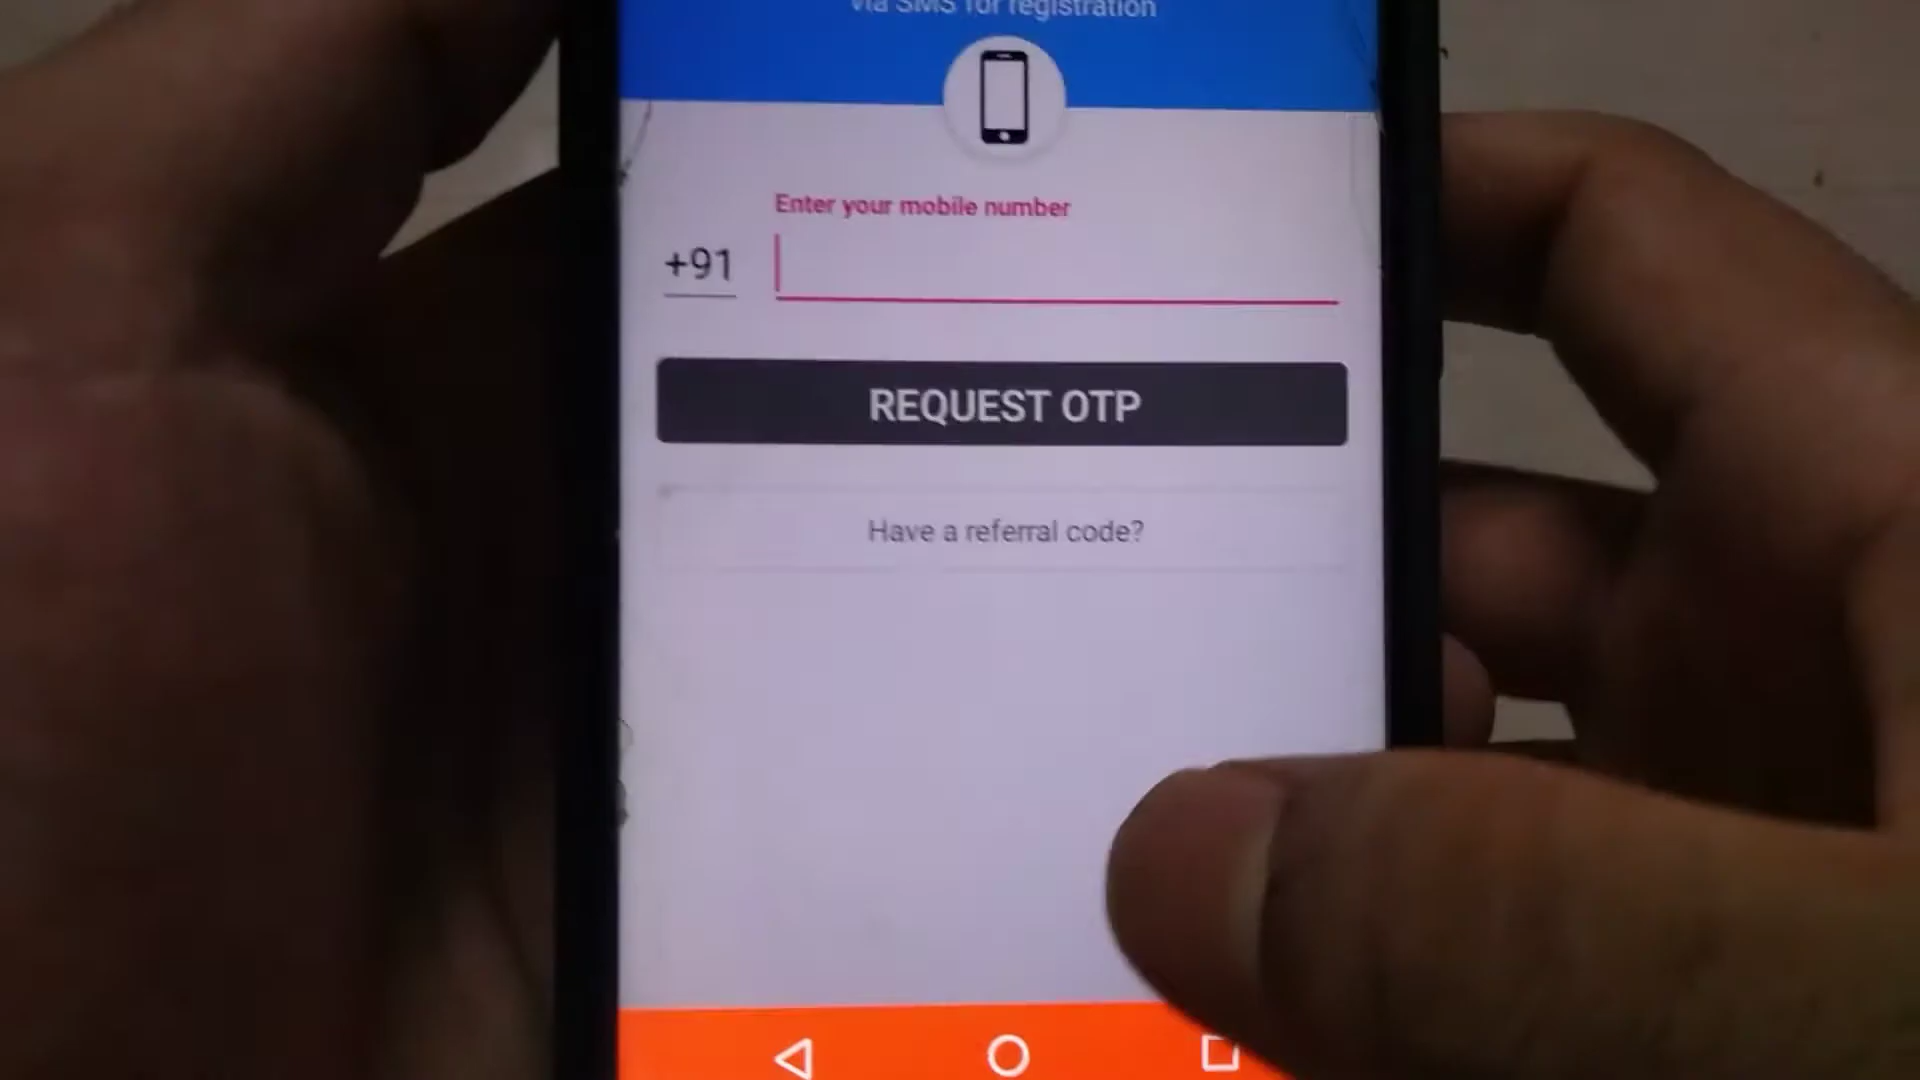 via SMS for registration
Enter your mobile number
+91
REQUEST OTP
Have a referral code?